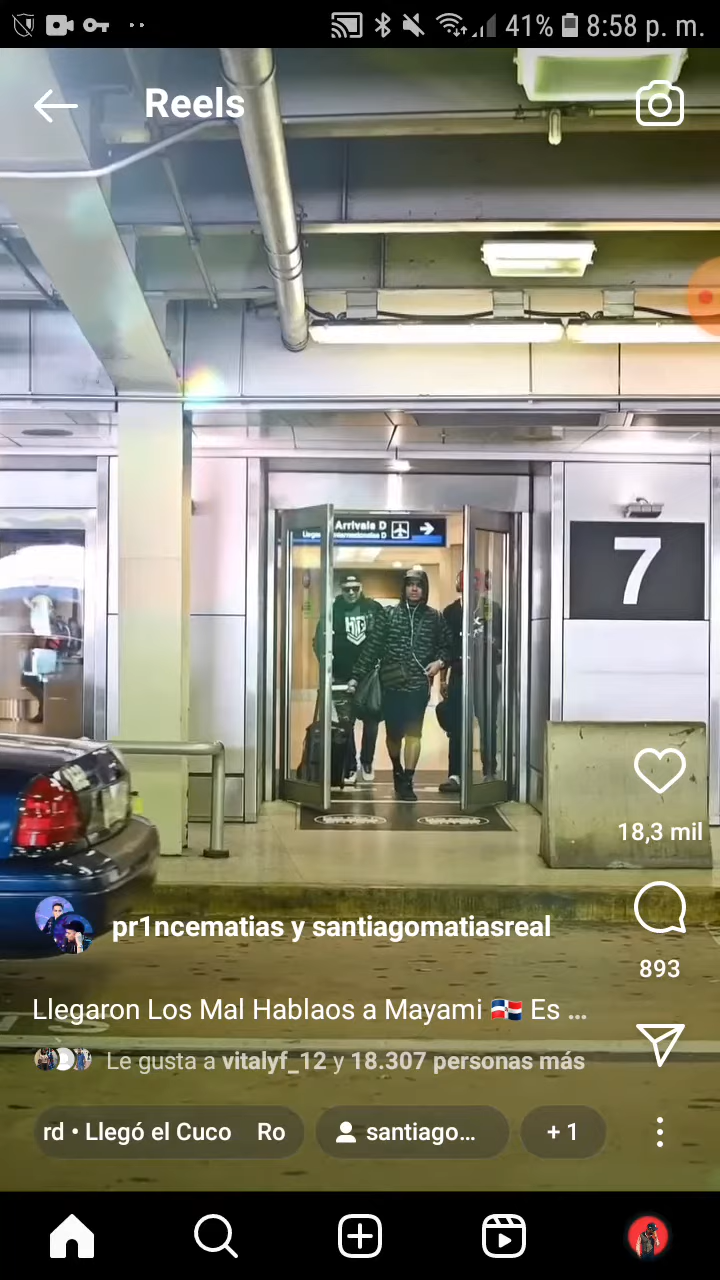 41% 8:58 p. m.
Reels
Arrivals D
7
18,3 mil
pr1ncematias y santiagomatiasreal
893
Llegaron Los Mal Hablaos a Mayami 🇩🇴 Es ...
Le gusta a vitalyf_12 y 18.307 personas más
rd • Llegó el Cuco Ro
santiago...
+ 1